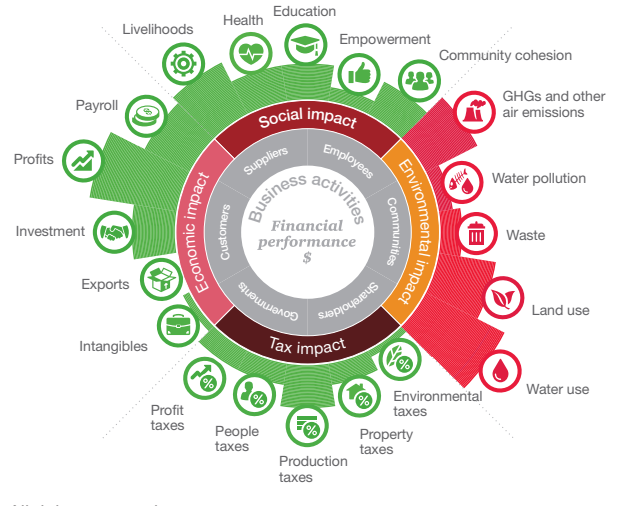 Education
Health
Livelihoods
Empowerment
Community cohesion
Payroll
GHGs and other
air emissions
Profits
Water pollution
Investment
Waste
Exports
Land use
Intangibles
Water use
Profit
taxes
People
taxes
Production
taxes
Property
taxes
Environmental
taxes
Social impact
Economic impact
Environmental impact
Tax impact
Suppliers
Employees
Customers
Communities
Governments
Shareholders
Business activities
Financial
performance
$
%
%
%
%
%